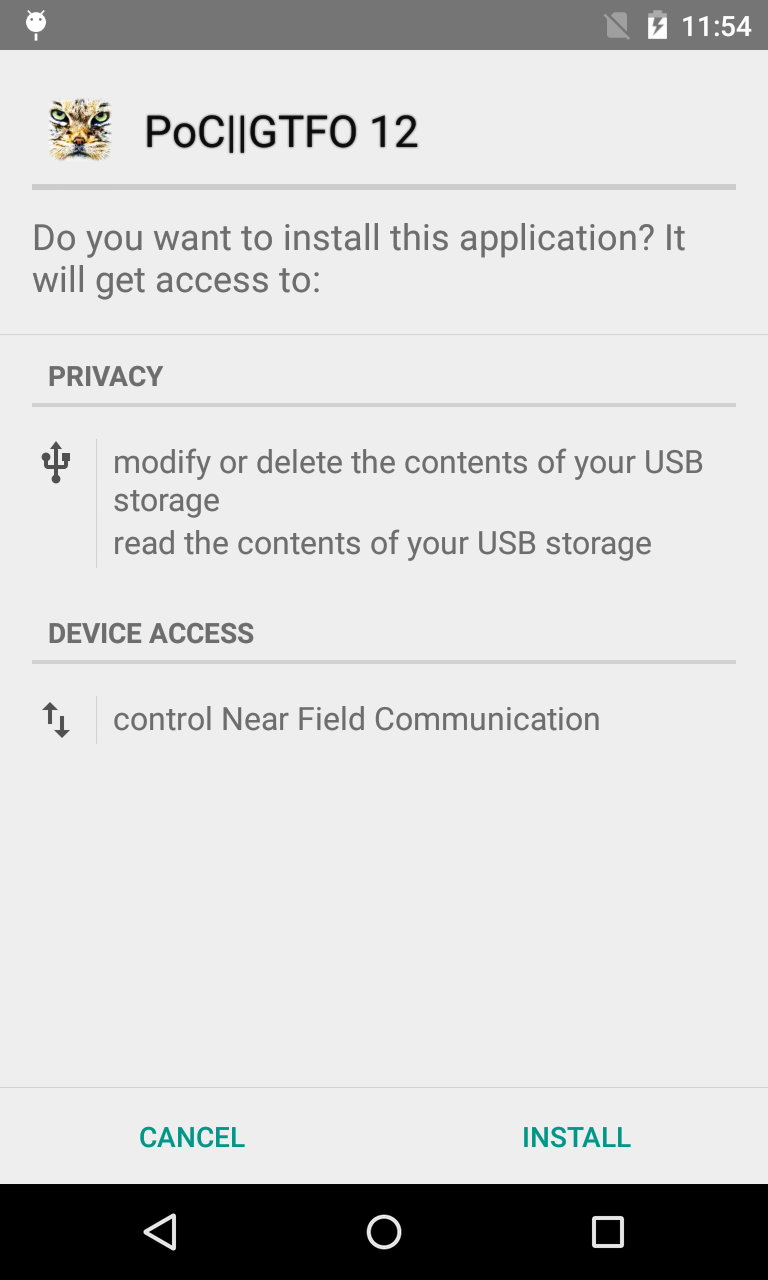 11:54
PoC||GTFO 12
Do you want to install this application? It
will get access to:
PRIVACY
modify or delete the contents of your USB
storage
read the contents of your USB storage
DEVICE ACCESS
control Near Field Communication
CANCEL
INSTALL